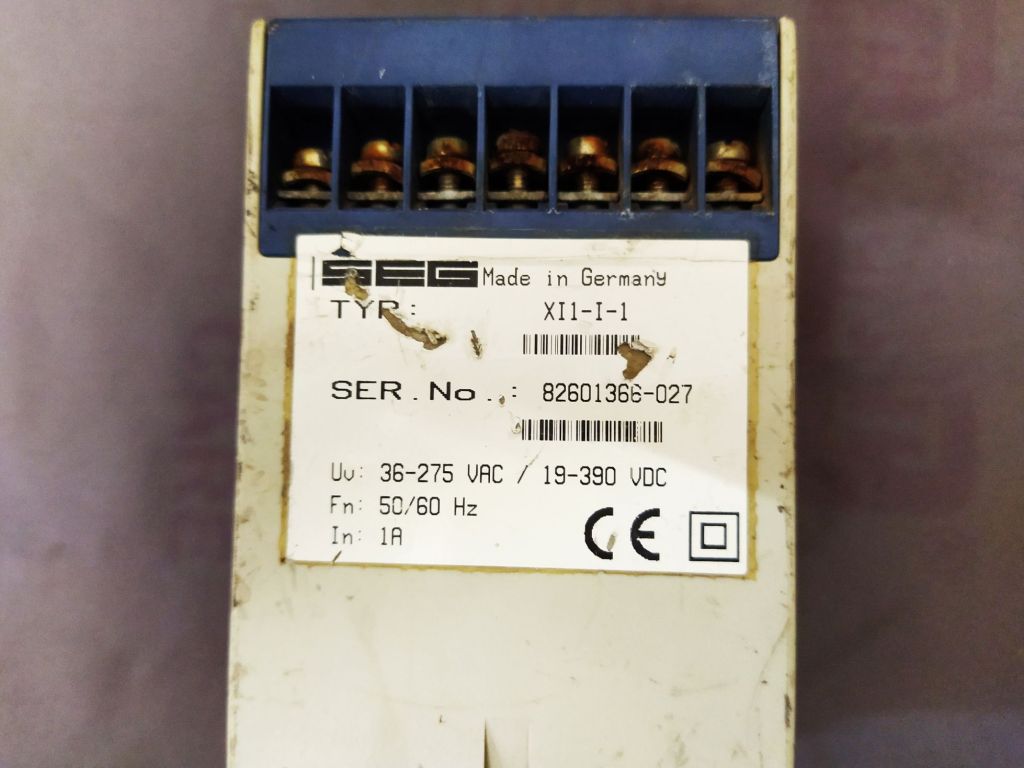 SEG Made in Germany
TYP: XI1-I-1
SER.No.: 82601366-027
Uv: 36-275 VAC / 19-390 VDC
Fn: 50/60 Hz
In: 1A
CE